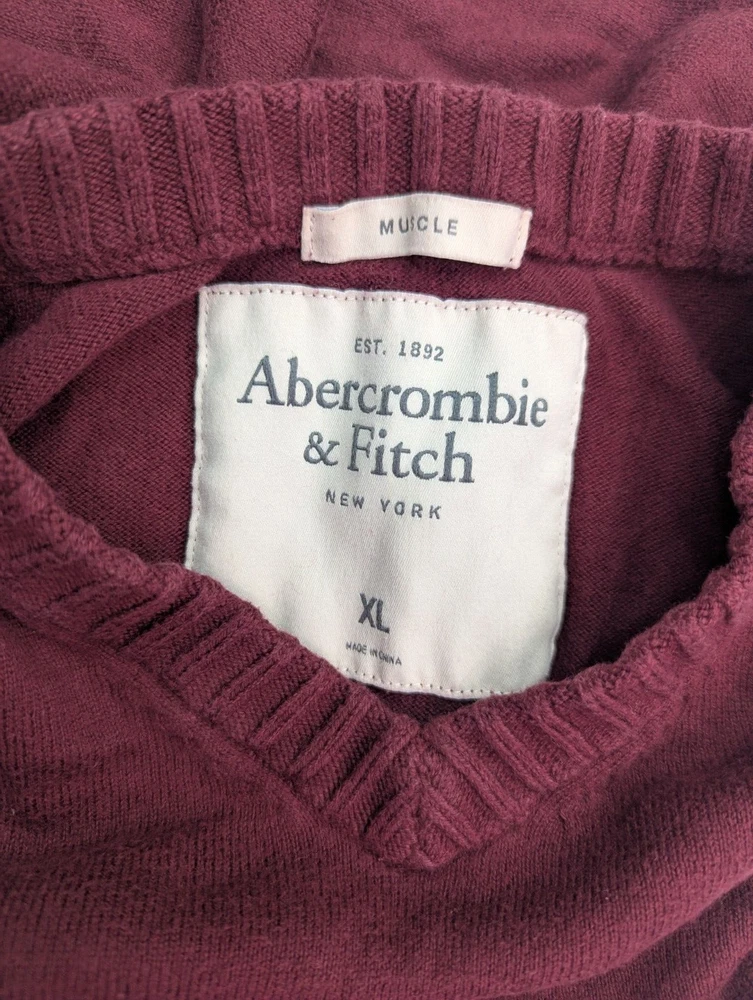 MUSCLE
EST. 1892
Abercrombie
& Fitch
NEW YORK
XL
MADE IN CHINA